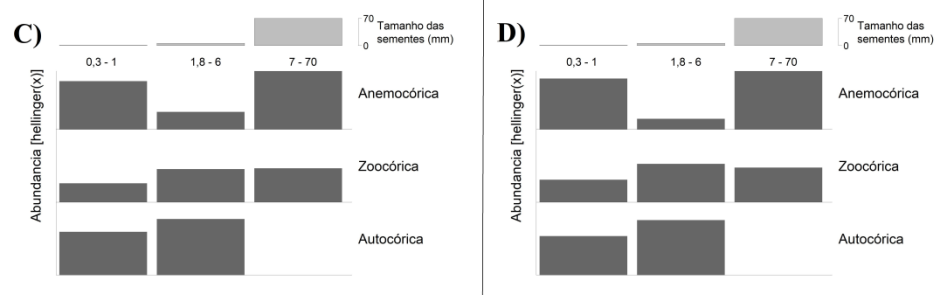 C)
70
0
Tamanho das
sementes (mm)
0,3 - 1
1,8 - 6
7 - 70
Abundancia [hellinger(x)]
Anemocórica
Zoocórica
Autocórica
D)
70
0
Tamanho das
sementes (mm)
0,3 - 1
1,8 - 6
7 - 70
Abundancia [hellinger(x)]
Anemocórica
Zoocórica
Autocórica